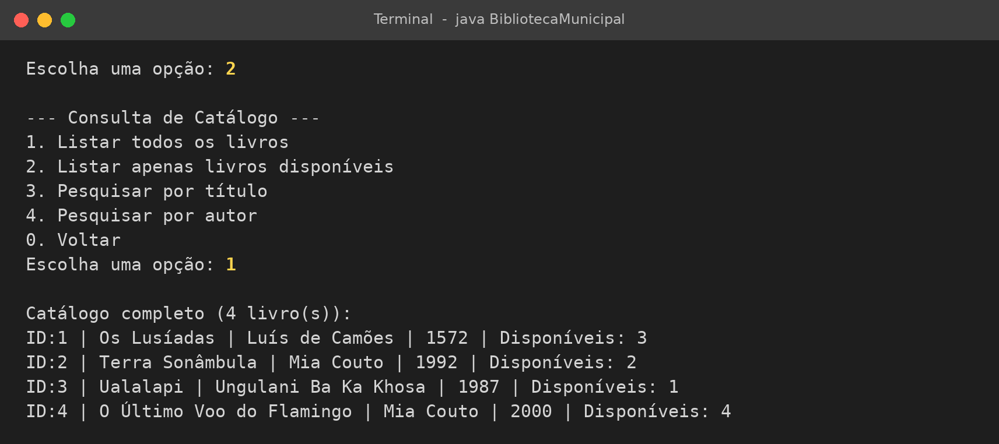 Terminal - java BibliotecaMunicipal
Escolha uma opção: 2
--- Consulta de Catálogo ---
1. Listar todos os livros
2. Listar apenas livros disponíveis
3. Pesquisar por título
4. Pesquisar por autor
0. Voltar
Escolha uma opção: 1
Catálogo completo (4 livro(s)):
ID:1 | Os Lusíadas | Luís de Camões | 1572 | Disponíveis: 3
ID:2 | Terra Sonâmbula | Mia Couto | 1992 | Disponíveis: 2
ID:3 | Ualalapi | Ungulani Ba Ka Khosa | 1987 | Disponíveis: 1
ID:4 | O Último Voo do Flamingo | Mia Couto | 2000 | Disponíveis: 4